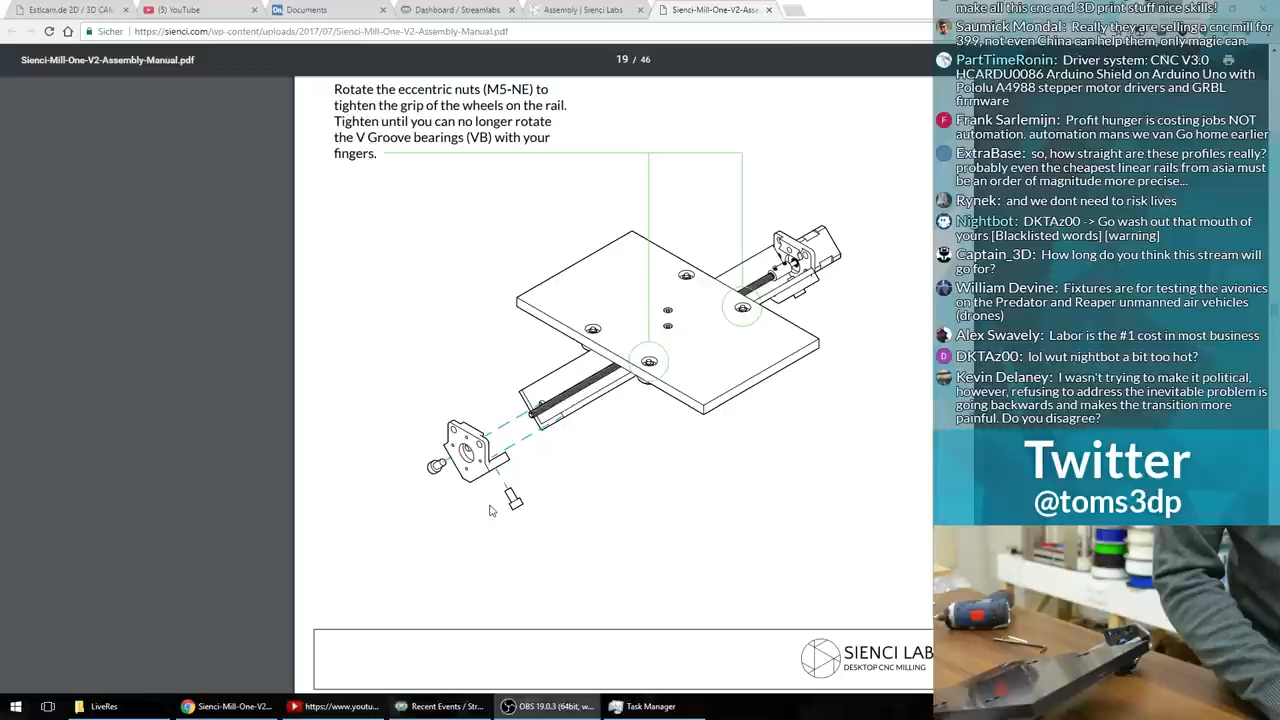 Estlcam.de 2D / 3D CAM
(5) YouTube
Documents
Dashboard / Streamlabs
Assembly | Sienci Labs
Sienci-Mill-One-V2-Asse
Sicher
https://sienci.com/wp-content/uploads/2017/07/Sienci-Mill-One-V2-Assembly-Manual.pdf
Sienci-Mill-One-V2-Assembly-Manual.pdf
19 / 46
Rotate the eccentric nuts (M5-NE) to
tighten the grip of the wheels on the rail.
Tighten until you can no longer rotate
the V Groove bearings (VB) with your
fingers.
SIENCI LAB
DESKTOP CNC MILLING
make all this cnc and 3D print stuff nice skills!
Saumick Mondal: Really they are selling a cnc mill for
399, not even China can help them, only magic can.
PartTimeRonin: Driver system: CNC V3.0
HCARDU0086 Arduino Shield on Arduino Uno with
Pololu A4988 stepper motor drivers and GRBL
firmware
Frank Sarlemijn: Profit hunger is costing jobs NOT
automation. automation mans we van Go home earlier
ExtraBase: so, how straight are these profiles really?
probably even the cheapest linear rails from asia must
be an order of magnitude more precise...
Rynek: and we dont need to risk lives
Nightbot: DKTAz00 -> Go wash out that mouth of
yours [Blacklisted words] [warning]
Captain_3D: How long do you think this stream will
go for?
William Devine: Fixtures are for testing the avionics
on the Predator and Reaper unmanned air vehicles
(drones)
Alex Swavely: Labor is the #1 cost in most business
DKTAz00: lol wut nightbot a bit too hot?
Kevin Delaney: I wasn't trying to make it political,
however, refusing to address the inevitable problem is
going backwards and makes the transition more
painful. Do you disagree?
Twitter
@toms3dp
LiveRes
Sienci-Mill-One-V2...
https://www.youtu...
Recent Events / Str...
OBS 19.0.3 (64bit, w...
Task Manager